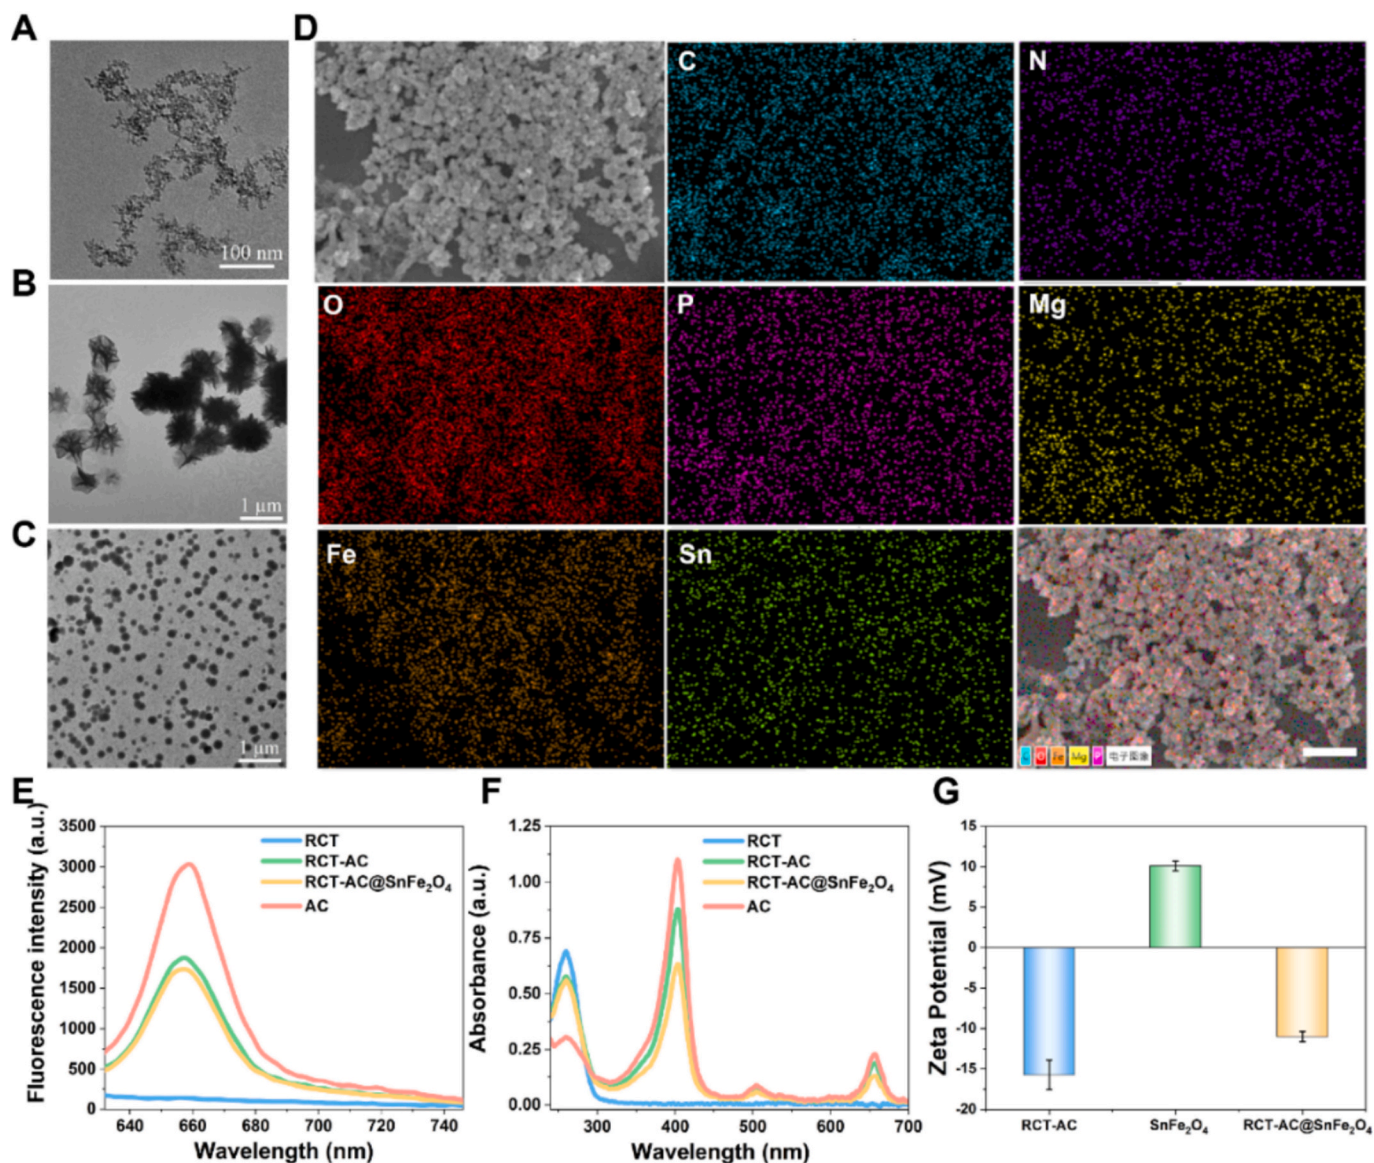 A
D
C
N
100 nm
B
O
P
Mg
1 µm
C
Fe
Sn
1 µm
O Fe Mg P 电子图像
E
F
G
Fluorescence intensity (a.u.)
3500
3000
2500
2000
1500
1000
500
0
RCT
RCT-AC
RCT-AC@SnFe₂O₄
AC
640 660 680 700 720 740
Wavelength (nm)
Absorbance (a.u.)
1.25
1.00
0.75
0.50
0.25
0.00
RCT
RCT-AC
RCT-AC@SnFe₂O₄
AC
300 400 500 600 700
Wavelength (nm)
Zeta Potential (mV)
15
10
5
0
-5
-10
-15
-20
RCT-AC SnFe₂O₄ RCT-AC@SnFe₂O₄